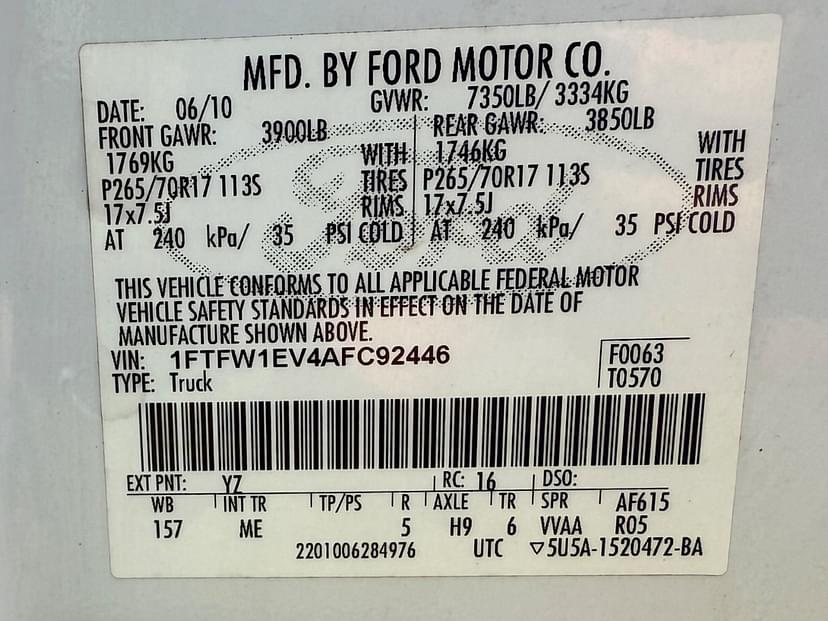 MFD. BY FORD MOTOR CO.
DATE: 06/10 GVWR: 7350LB/ 3334KG
FRONT GAWR: 3900LB REAR GAWR: 3850LB
1769KG WITH 1746KG WITH
P265/70R17 113S TIRES P265/70R17 113S TIRES
17x7.5J RIMS 17x7.5J RIMS
AT 240 kPa/ 35 PSI COLD AT 240 kPa/ 35 PSI COLD
THIS VEHICLE CONFORMS TO ALL APPLICABLE FEDERAL MOTOR
VEHICLE SAFETY STANDARDS IN EFFECT ON THE DATE OF
MANUFACTURE SHOWN ABOVE.
VIN: 1FTFW1EV4AFC92446 F0063
TYPE: Truck T0570
EXT PNT: YZ RC: 16 DSO:
WB INT TR TP/PS R AXLE TR SPR AF615
157 ME 5 H9 6 VVAA R05
2201006284976 UTC ▽5U5A-1520472-BA
Ford